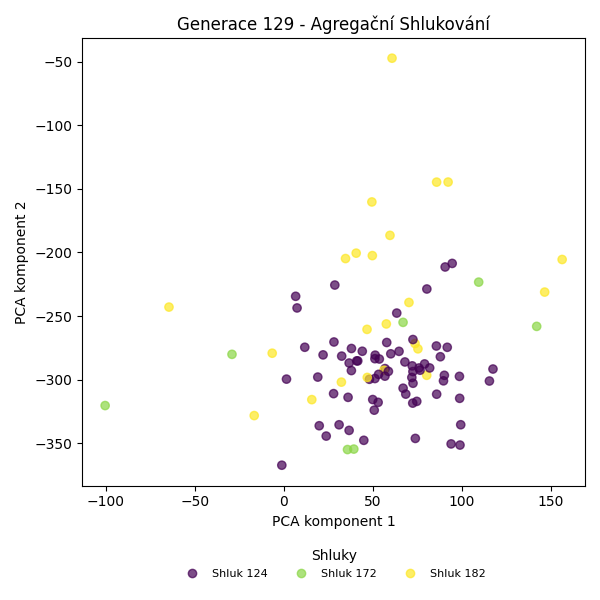 Generace 129 - Agregační Shlukování
PCA komponent 2
−50
−100
−150
−200
−250
−300
−350
−100
−50
0
50
100
150
PCA komponent 1
Shluky
Shluk 124
Shluk 172
Shluk 182